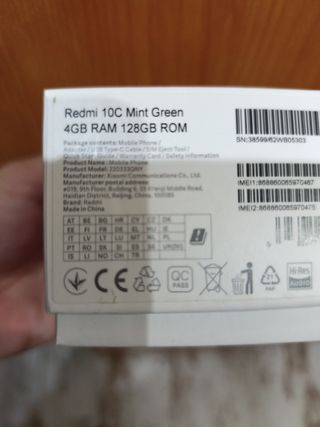 Redmi 10C Mint Green
4GB RAM 128GB ROM
Package contents: Mobile Phone /
Adapter / USB Type-C Cable / SIM Eject Tool /
Quick Start Guide / Warranty Card / Safety Information
Product Name: Mobile Phone
Product Model: 220333QNY
Manufacturer: Xiaomi Communications Co., Ltd.
#019, 9th Floor, Building 6, 33 Xi'erqi Middle Road,
Haidian District, Beijing, China, 100085
Brand: Redmi
Made in China
SN:38599/62WB05303
IMEI1:868860065970467
IMEI2:868860065970475
AT BE BG HR CY CZ DK
EE FI FR DE EL HU IE
IT LV LT LU MT NL PL
PT RO SK SI ES SE UK(NI)
IS LI NO CH TR
CE
EAC
QC
PASS
21
PAP
Hi-Res
AUDIO